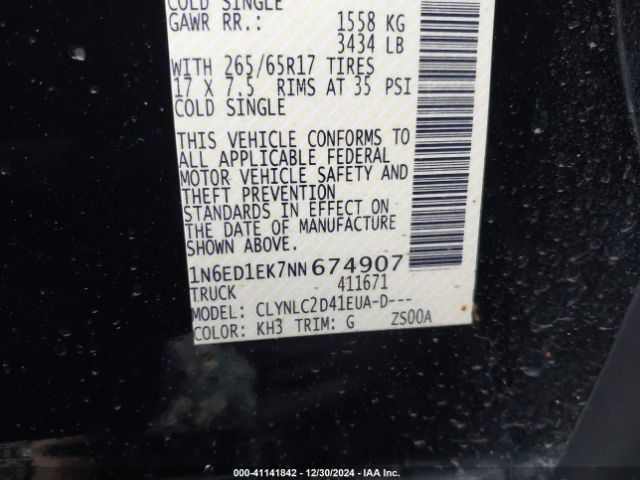 COLD SINGLE
GAWR RR.: 1558 KG
3434 LB
WITH 265/65R17 TIRES
17 X 7.5 RIMS AT 35 PSI
COLD SINGLE
THIS VEHICLE CONFORMS TO
ALL APPLICABLE FEDERAL
MOTOR VEHICLE SAFETY AND
THEFT PREVENTION
STANDARDS IN EFFECT ON
THE DATE OF MANUFACTURE
SHOWN ABOVE.
1N6ED1EK7NN674907
TRUCK 411671
MODEL: CLYNLC2D41EUA-D---
COLOR: KH3 TRIM: G ZS00A
000-41141842 - 12/30/2024 - IAA Inc.